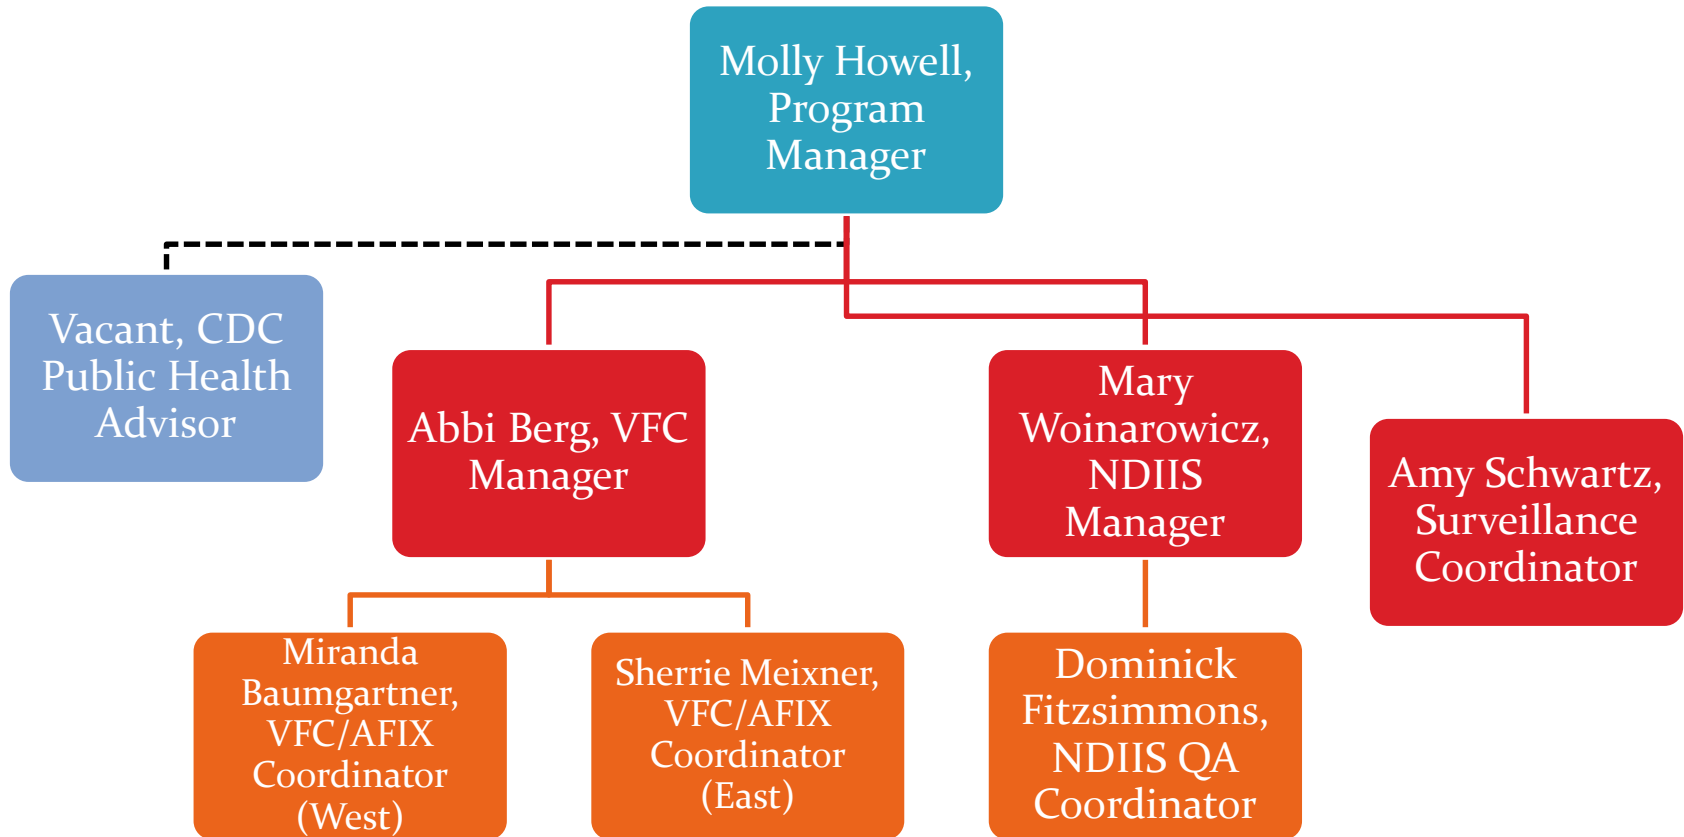 Molly Howell,
Program
Manager
Vacant, CDC
Public Health
Advisor
Abbi Berg, VFC
Manager
Mary
Woinarowicz,
NDIIS
Manager
Amy Schwartz,
Surveillance
Coordinator
Miranda
Baumgartner,
VFC/AFIX
Coordinator
(West)
Sherrie Meixner,
VFC/AFIX
Coordinator
(East)
Dominick
Fitzsimmons,
NDIIS QA
Coordinator